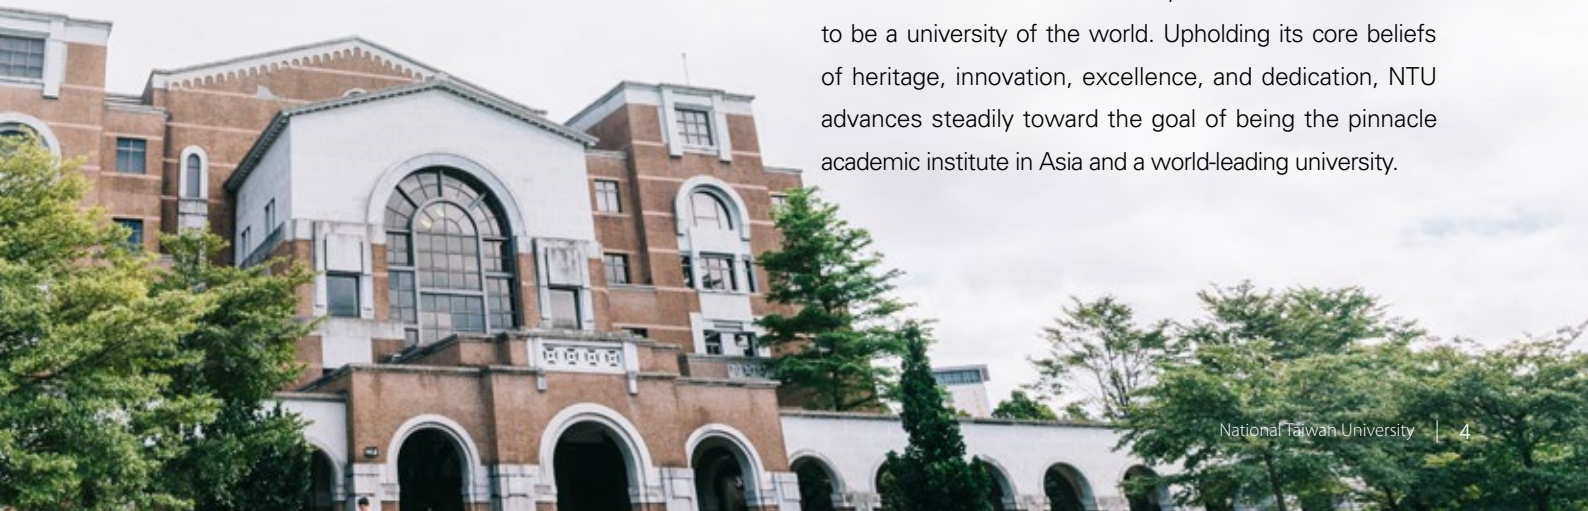 to be a university of the world. Upholding its core beliefs
of heritage, innovation, excellence, and dedication, NTU
advances steadily toward the goal of being the pinnacle
academic institute in Asia and a world-leading university.
National Taiwan University | 4